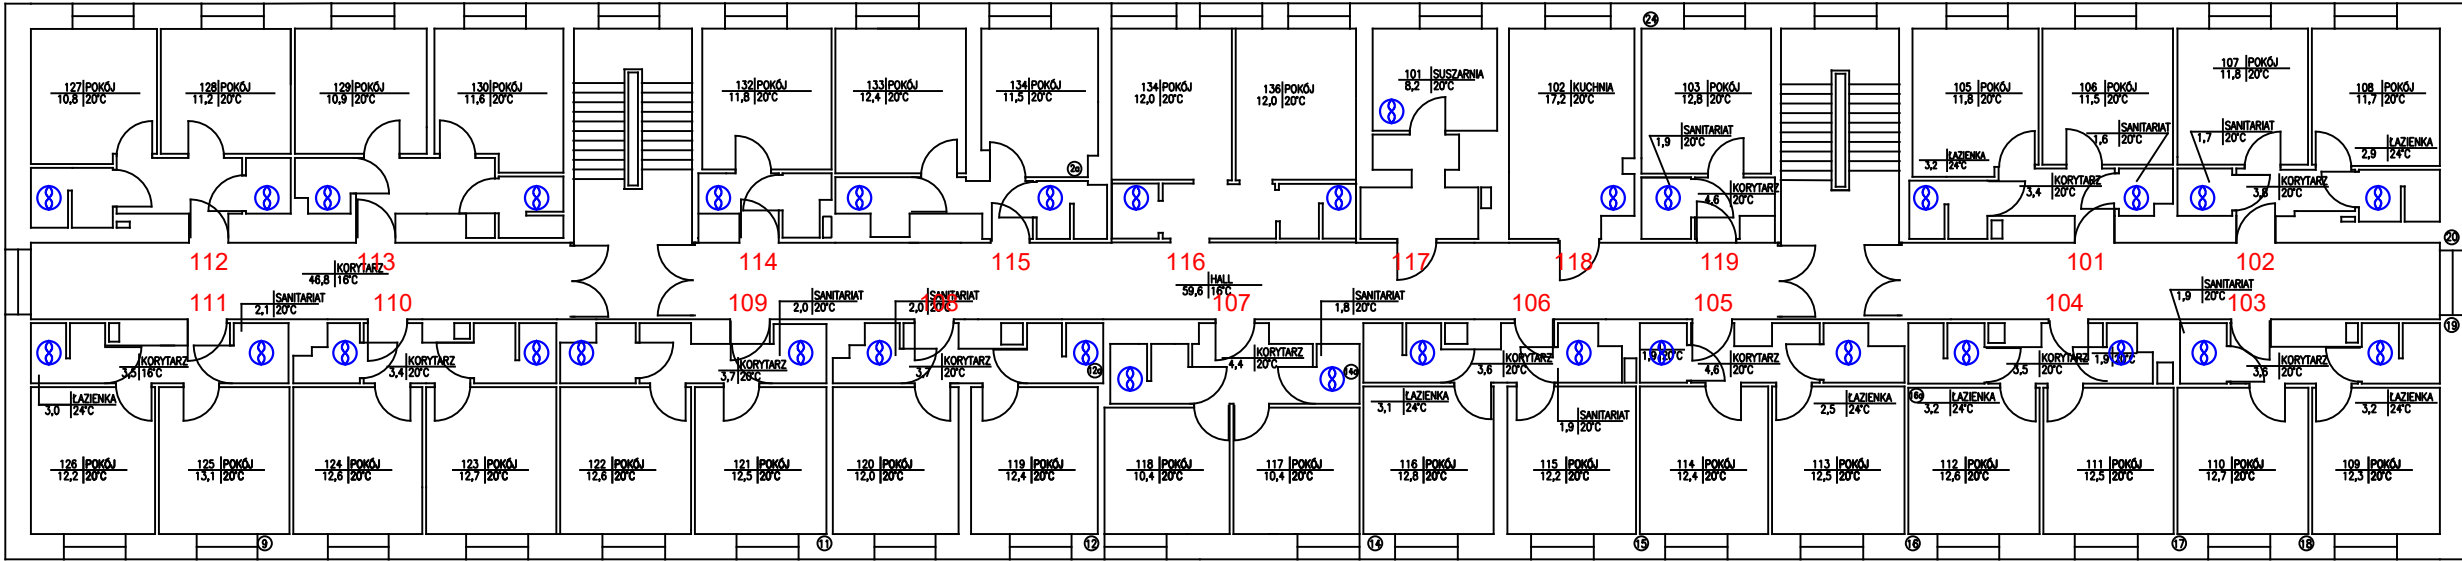 24
127 POKÓJ
10,8 20°C
128 POKÓJ
11,2 20°C
129 POKÓJ
10,9 20°C
130 POKÓJ
11,6 20°C
132 POKÓJ
11,8 20°C
133 POKÓJ
12,4 20°C
134 POKÓJ
11,5 20°C
134 POKÓJ
12,0 20°C
136 POKÓJ
12,0 20°C
101 SUSZARNIA
8,2 20°C
102 KUCHNIA
17,2 20°C
103 POKÓJ
12,8 20°C
105 POKÓJ
11,8 20°C
106 POKÓJ
11,5 20°C
107 POKÓJ
11,8 20°C
108 POKÓJ
11,7 20°C
SANITARIAT
1,9 20°C
SANITARIAT
1,6 20°C
SANITARIAT
1,7 20°C
ŁAZIENKA
3,2 24°C
ŁAZIENKA
2,9 24°C
KORYTARZ
4,6 20°C
KORYTARZ
3,4 20°C
KORYTARZ
3,6 20°C
20
112
113
114
115
116
117
118
119
101
102
KORYTARZ
46,8 16°C
HALL
59,6 16°C
111
110
109
108
107
106
105
104
103
SANITARIAT
2,1 20°C
SANITARIAT
2,0 20°C
SANITARIAT
2,0 20°C
SANITARIAT
1,8 20°C
SANITARIAT
1,9 20°C
19
KORYTARZ
3,5 16°C
KORYTARZ
3,4 20°C
KORYTARZ
3,7 20°C
KORYTARZ
3,7 20°C
KORYTARZ
4,4 20°C
KORYTARZ
3,6 20°C
1,9 20°C
KORYTARZ
4,6 20°C
KORYTARZ
3,5 20°C
1,9 20°C
KORYTARZ
3,6 20°C
ŁAZIENKA
3,0 24°C
ŁAZIENKA
3,1 24°C
SANITARIAT
1,9 20°C
ŁAZIENKA
2,5 24°C
ŁAZIENKA
3,2 24°C
ŁAZIENKA
3,2 24°C
126 POKÓJ
12,2 20°C
125 POKÓJ
13,1 20°C
124 POKÓJ
12,6 20°C
123 POKÓJ
12,7 20°C
122 POKÓJ
12,6 20°C
121 POKÓJ
12,5 20°C
120 POKÓJ
12,0 20°C
119 POKÓJ
12,4 20°C
118 POKÓJ
10,4 20°C
117 POKÓJ
10,4 20°C
116 POKÓJ
12,8 20°C
115 POKÓJ
12,2 20°C
114 POKÓJ
12,4 20°C
113 POKÓJ
12,5 20°C
112 POKÓJ
12,6 20°C
111 POKÓJ
12,5 20°C
110 POKÓJ
12,7 20°C
109 POKÓJ
12,3 20°C
9
11
12
14
15
16
17
18